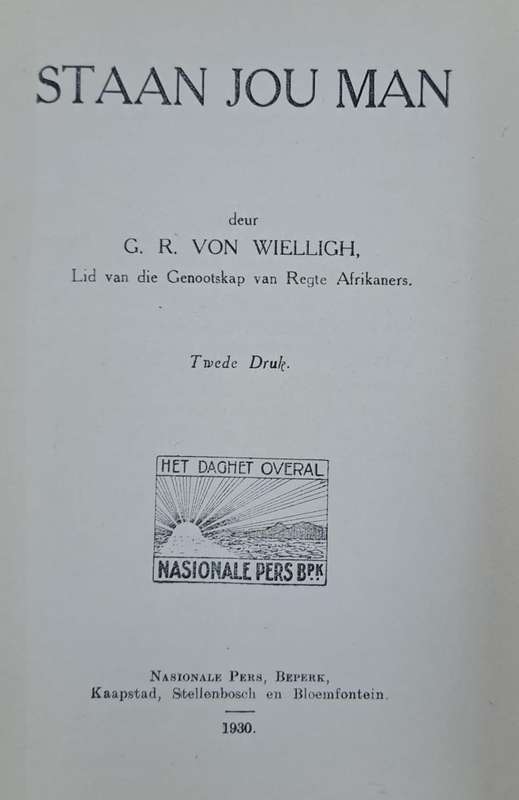 STAAN JOU MAN
deur
G. R. VON WIELLIGH,
Lid van die Genootskap van Regte Afrikaners.
Twede Druk.
HET DAGHET OVERAL
NASIONALE PERS BPK
NASIONALE PERS, BEPERK,
Kaapstad, Stellenbosch en Bloemfontein.
1930.